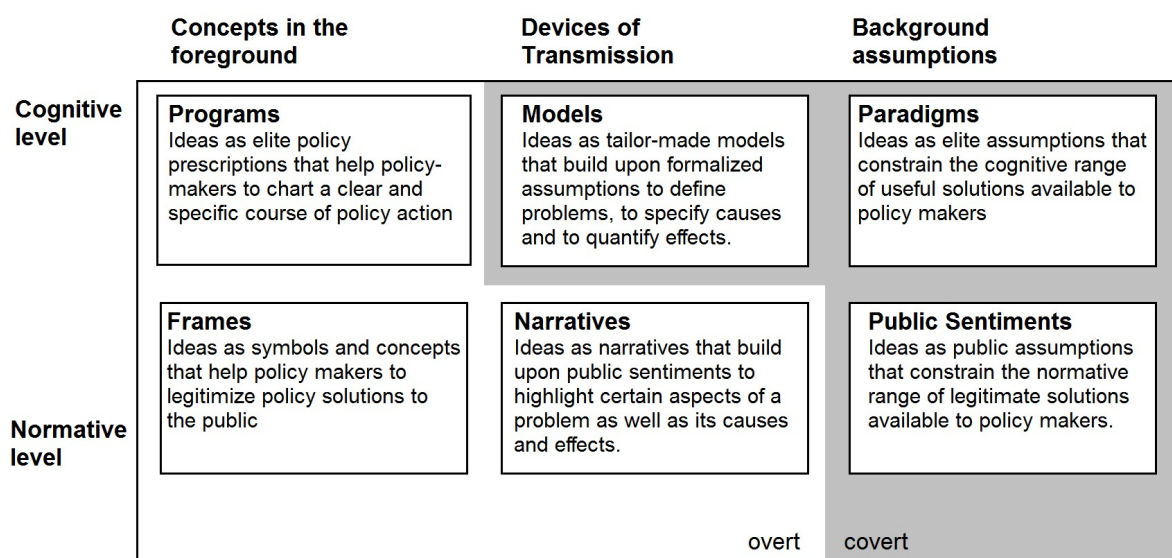 Concepts in the
foreground
Devices of
Transmission
Background
assumptions
Cognitive
level
Programs
Ideas as elite policy
prescriptions that help policy-
makers to chart a clear and
specific course of policy action
Models
Ideas as tailor-made models
that build upon formalized
assumptions to define
problems, to specify causes
and to quantify effects.
Paradigms
Ideas as elite assumptions that
constrain the cognitive range
of useful solutions available to
policy makers
Normative
level
Frames
Ideas as symbols and concepts
that help policy makers to
legitimize policy solutions to
the public
Narratives
Ideas as narratives that build
upon public sentiments to
highlight certain aspects of a
problem as well as its causes
and effects.
Public Sentiments
Ideas as public assumptions
that constrain the normative
range of legitimate solutions
available to policy makers.
overt
covert